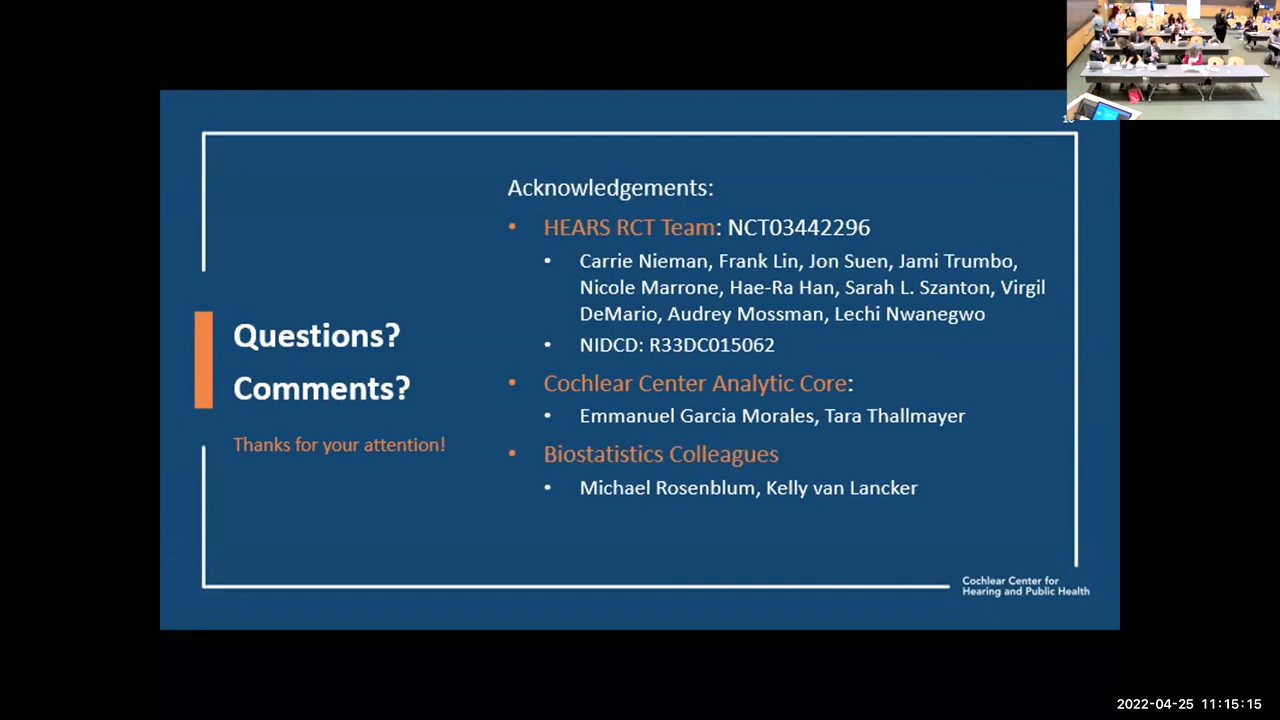 Acknowledgements:
• HEARS RCT Team: NCT03442296
• Carrie Nieman, Frank Lin, Jon Suen, Jami Trumbo,
Nicole Marrone, Hae-Ra Han, Sarah L. Szanton, Virgil
DeMario, Audrey Mossman, Lechi Nwanegwo
• NIDCD: R33DC015062
• Cochlear Center Analytic Core:
• Emmanuel Garcia Morales, Tara Thallmayer
• Biostatistics Colleagues
• Michael Rosenblum, Kelly van Lancker
Questions?
Comments?
Thanks for your attention!
Cochlear Center for
Hearing and Public Health
2022-04-25 11:15:15